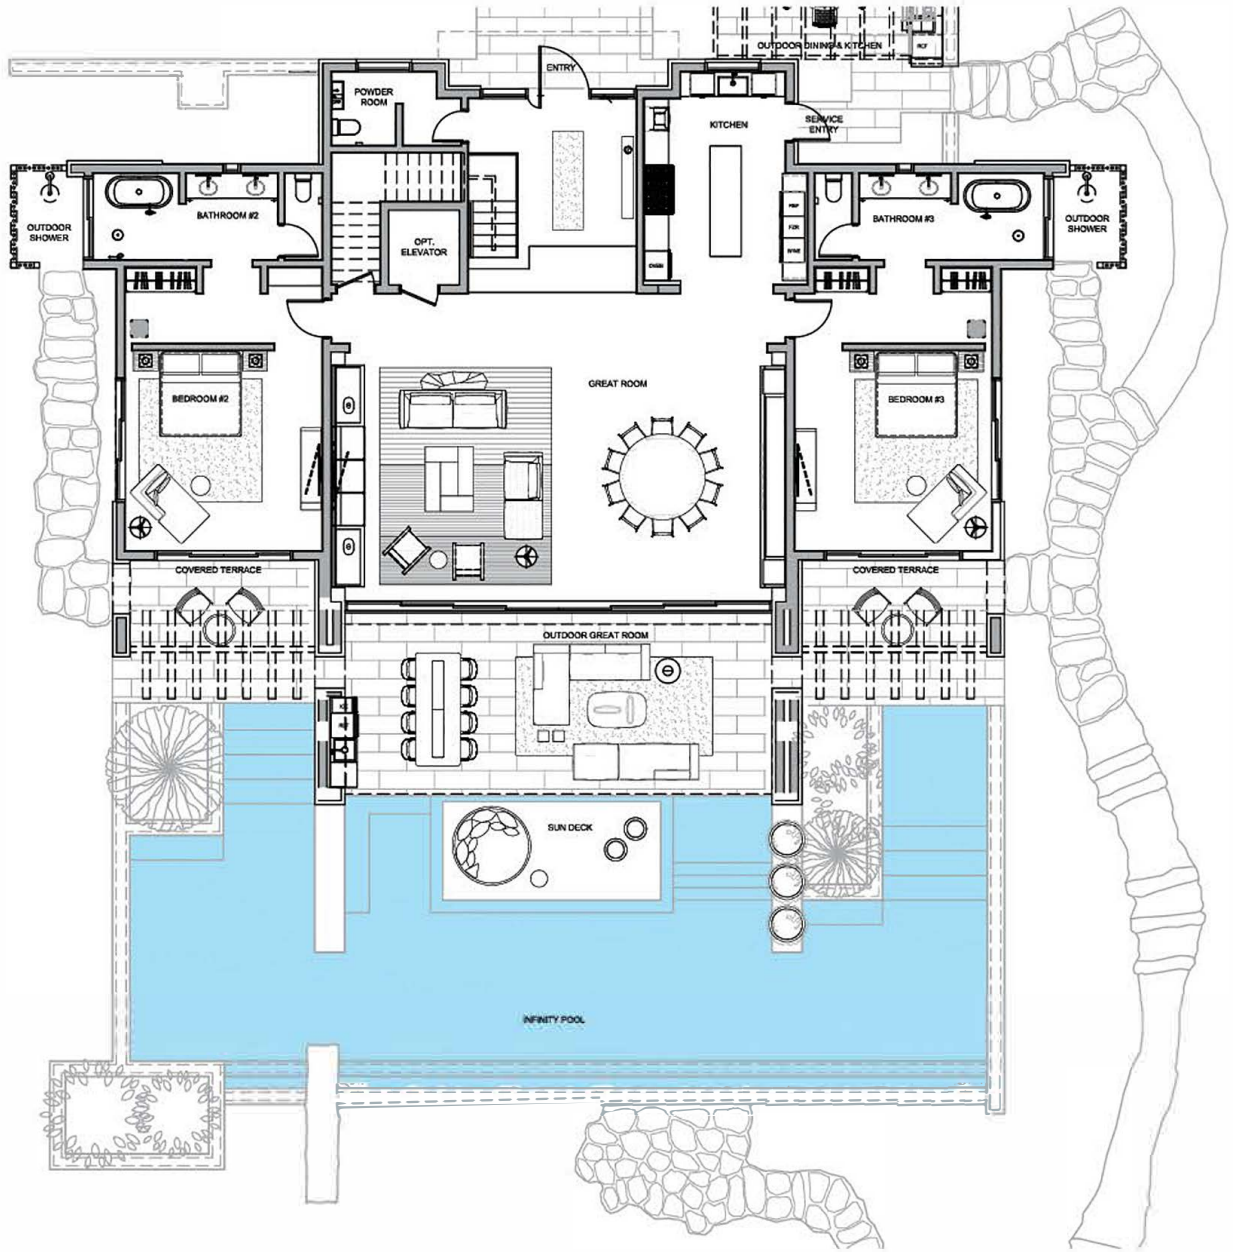 OUTDOOR DINING & KITCHEN
REF
ENTRY
POWDER
ROOM
KITCHEN
SERVICE
ENTRY
BATHROOM #2
BATHROOM #3
OUTDOOR
SHOWER
OUTDOOR
SHOWER
OPT.
ELEVATOR
REF
FZR
WINE
OVEN
GREAT ROOM
BEDROOM #2
BEDROOM #3
COVERED TERRACE
COVERED TERRACE
OUTDOOR GREAT ROOM
SUN DECK
INFINITY POOL